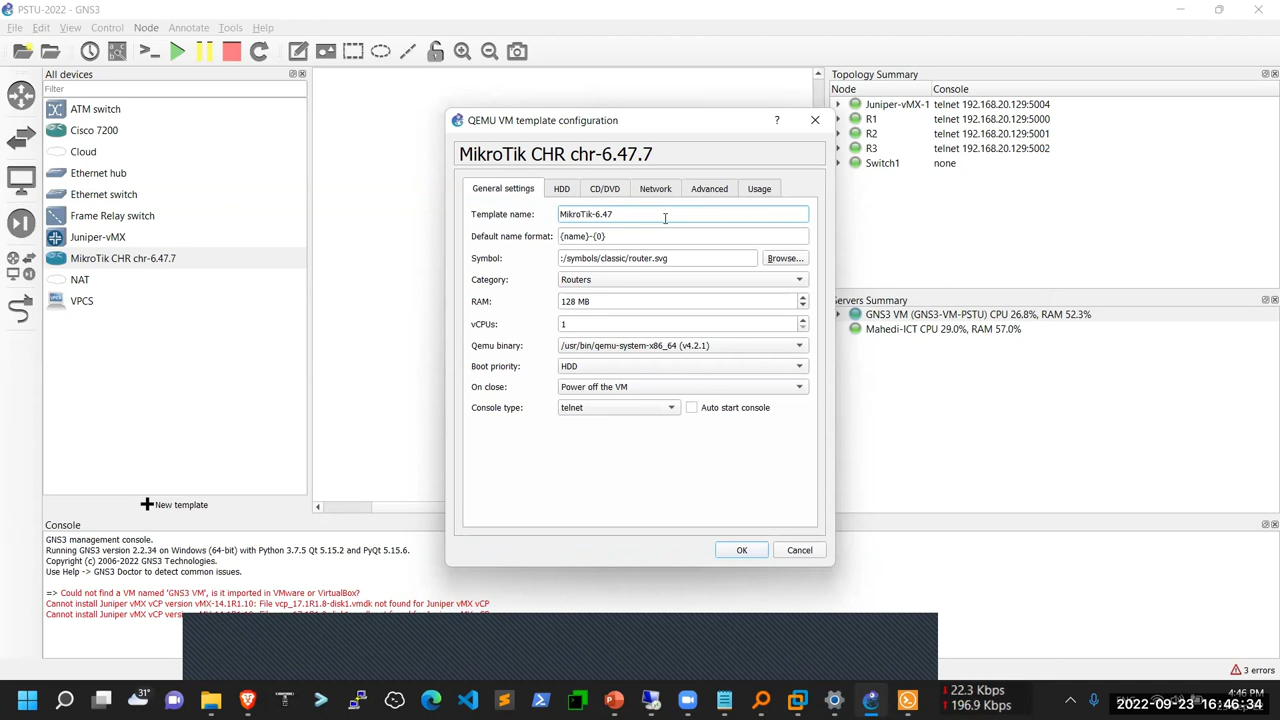 PSTU-2022 - GNS3
File Edit View Control Node Annotate Tools Help
All devices
Filter
ATM switch
Cisco 7200
Cloud
Ethernet hub
Ethernet switch
Frame Relay switch
Juniper-vMX
MikroTik CHR chr-6.47.7
NAT
VPCS
New template
QEMU VM template configuration
?
MikroTik CHR chr-6.47.7
General settings HDD CD/DVD Network Advanced Usage
Template name: MikroTik-6.47
Default name format: {name}-{0}
Symbol: :/symbols/classic/router.svg Browse...
Category: Routers
RAM: 128 MB
vCPUs: 1
Qemu binary: /usr/bin/qemu-system-x86_64 (v4.2.1)
Boot priority: HDD
On close: Power off the VM
Console type: telnet Auto start console
OK Cancel
Topology Summary
Node Console
Juniper-vMX-1 telnet 192.168.20.129:5004
R1 telnet 192.168.20.129:5000
R2 telnet 192.168.20.129:5001
R3 telnet 192.168.20.129:5002
Switch1 none
Servers Summary
GNS3 VM (GNS3-VM-PSTU) CPU 26.8%, RAM 52.3%
Mahedi-ICT CPU 29.0%, RAM 57.0%
Console
GNS3 management console.
Running GNS3 version 2.2.34 on Windows (64-bit) with Python 3.7.5 Qt 5.15.2 and PyQt 5.15.6.
Copyright (c) 2006-2022 GNS3 Technologies.
Use Help -> GNS3 Doctor to detect common issues.
=> Could not find a VM named 'GNS3 VM', is it imported in VMware or VirtualBox?
Cannot install Juniper vMX vCP version vMX-14.1R1.10: File vcp_17.1R1.8-disk1.vmdk not found for Juniper vMX vCP
Cannot install Juniper vMX vCP
3 errors
31°
22.3 Kbps
196.9 Kbps
4:46 PM
2022-09-23 16:46:34